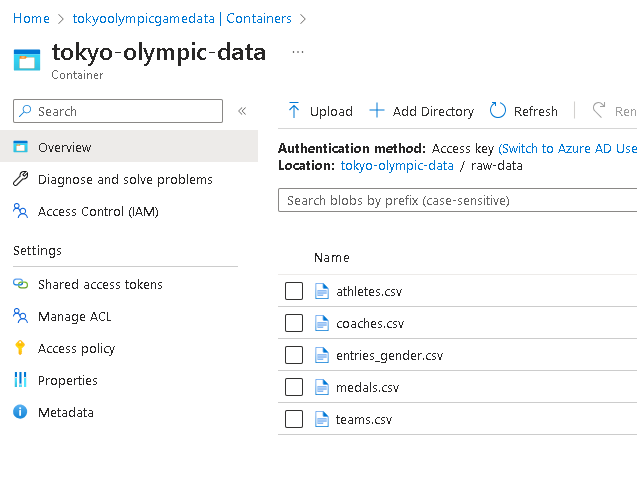 Home > tokyoolympicgamedata | Containers >
tokyo-olympic-data ...
Container
Search «
Overview
Diagnose and solve problems
Access Control (IAM)
Settings
Shared access tokens
Manage ACL
Access policy
Properties
Metadata
Upload Add Directory Refresh Ren
Authentication method: Access key (Switch to Azure AD Use
Location: tokyo-olympic-data / raw-data
Search blobs by prefix (case-sensitive)
Name
athletes.csv
coaches.csv
entries_gender.csv
medals.csv
teams.csv